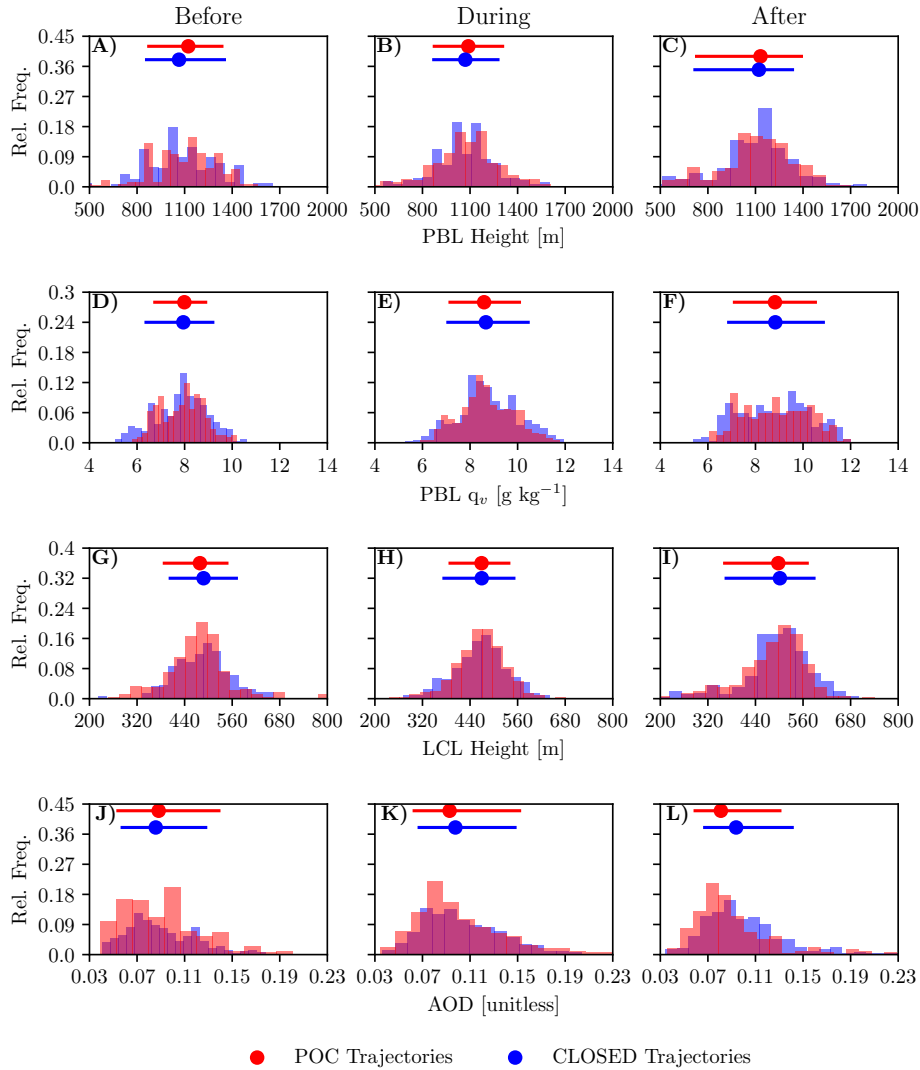 Before During After
A) B) C)
Rel. Freq.
0.45
0.36
0.27
0.18
0.09
0.0
500 800 1100 1400 1700 2000 500 800 1100 1400 1700 2000 500 800 1100 1400 1700 2000
PBL Height [m]
D) E) F)
Rel. Freq.
0.3
0.24
0.18
0.12
0.06
0.0
4 6 8 10 12 14 4 6 8 10 12 14 4 6 8 10 12 14
PBL qᵥ [g kg⁻¹]
G) H) I)
Rel. Freq.
0.4
0.32
0.24
0.16
0.08
0.0
200 320 440 560 680 800 200 320 440 560 680 800 200 320 440 560 680 800
LCL Height [m]
J) K) L)
Rel. Freq.
0.45
0.36
0.27
0.18
0.09
0.0
0.03 0.07 0.11 0.15 0.19 0.23 0.03 0.07 0.11 0.15 0.19 0.23 0.03 0.07 0.11 0.15 0.19 0.23
AOD [unitless]
POC Trajectories CLOSED Trajectories